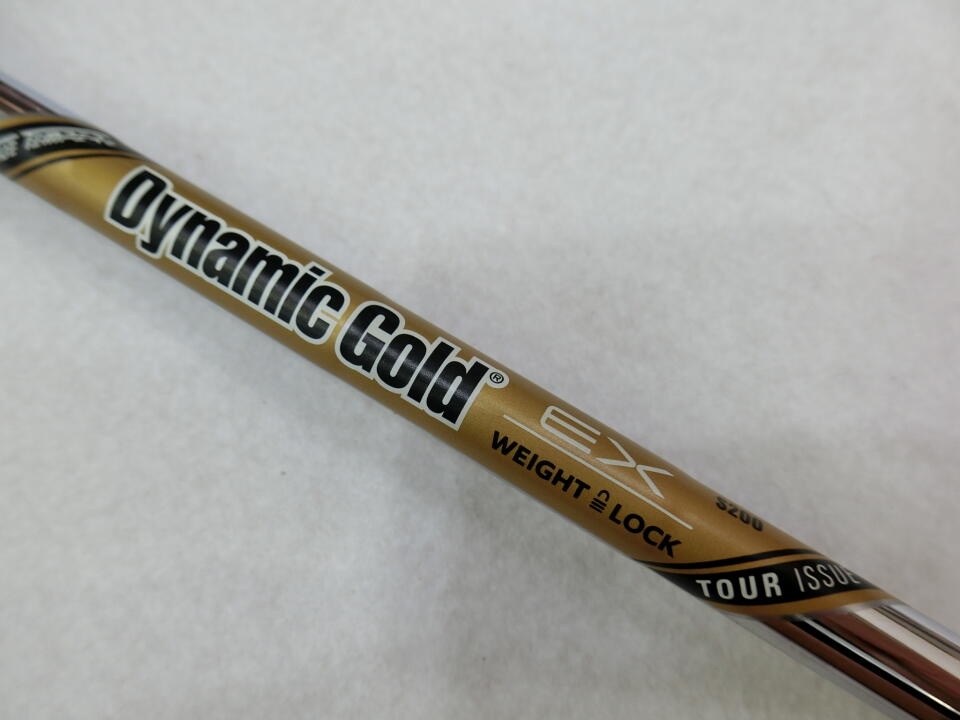 Dynamic Gold®
EX
WEIGHT LOCK
S200
TOUR ISSUE